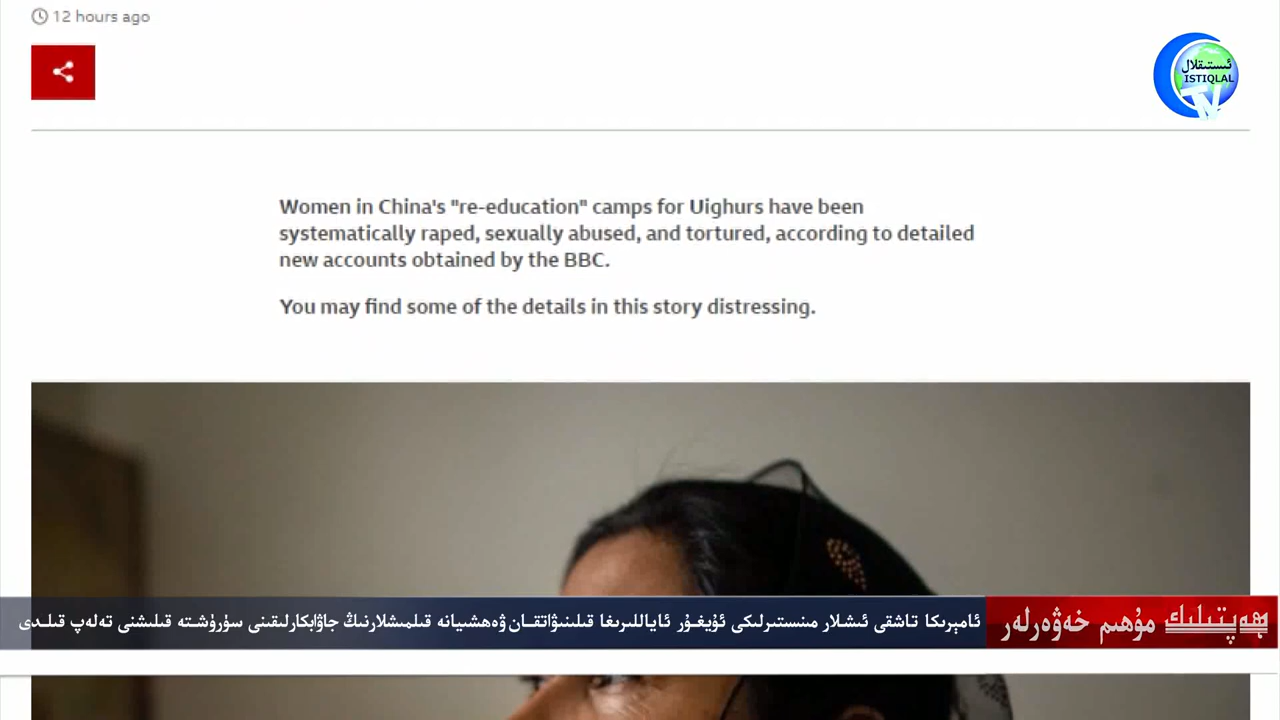 12 hours ago
ئىستىقلال
ISTIQLAL
TV
Women in China's "re-education" camps for Uighurs have been
systematically raped, sexually abused, and tortured, according to detailed
new accounts obtained by the BBC.
You may find some of the details in this story distressing.
ھەپتىلىك مۇھىم خەۋەرلەر
ئامېرىكا تاشقى ئىشلار مىنىستىرلىكى ئۇيغۇر ئاياللىرىغا قىلىنىۋاتقان ۋەھشىيانە قىلمىشلارنىڭ جاۋابكارلىقىنى سۈرۈشتە قىلىشنى تەلەپ قىلدى